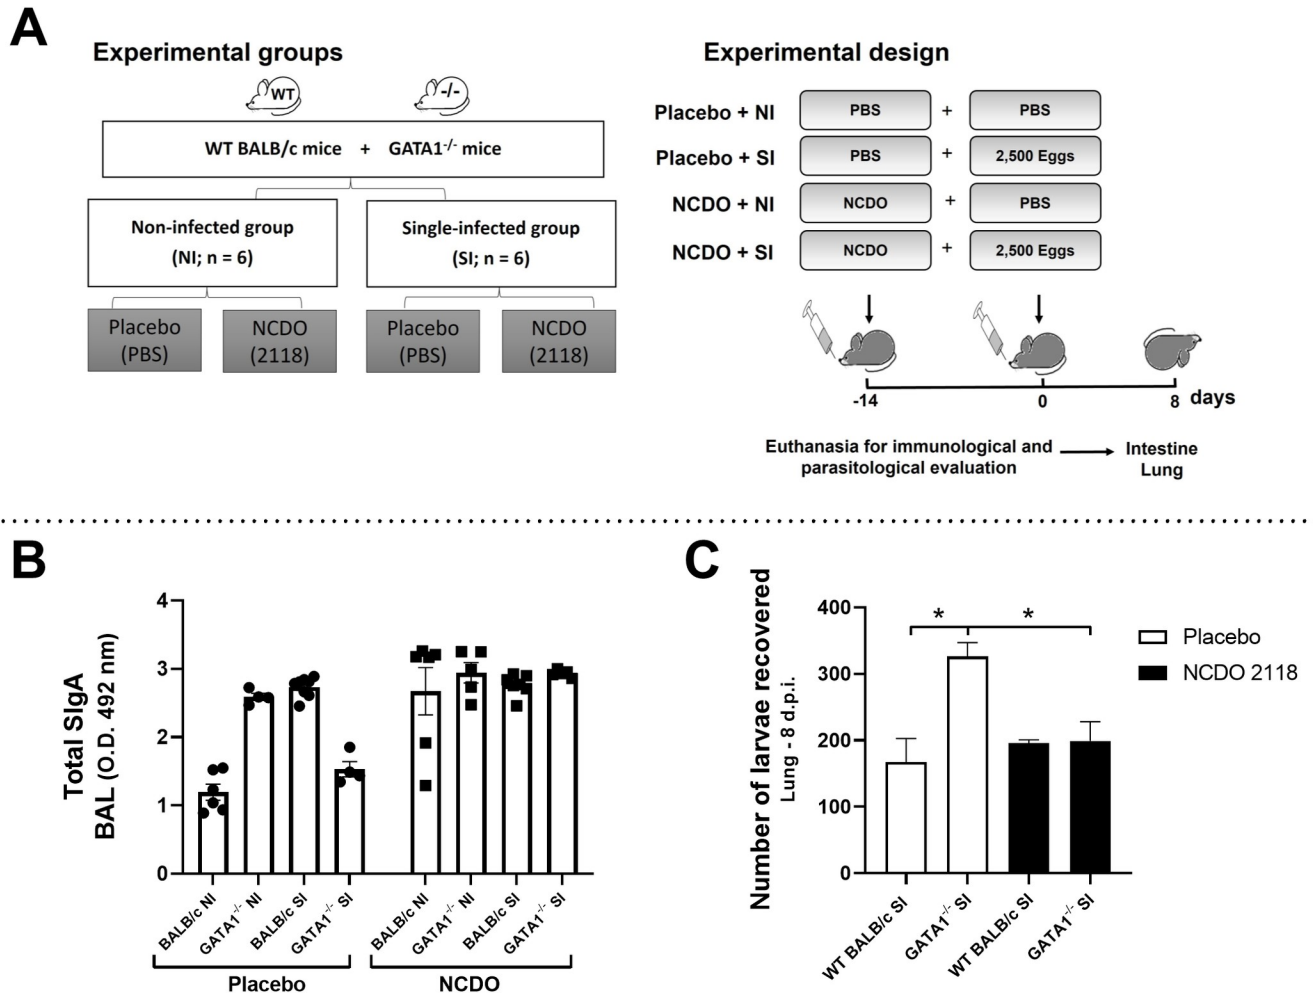 A
Experimental groups
WT
-/-
WT BALB/c mice + GATA1-/- mice
Non-infected group
(NI; n = 6)
Single-infected group
(SI; n = 6)
Placebo
(PBS)
NCDO
(2118)
Placebo
(PBS)
NCDO
(2118)
Experimental design
Placebo + NI PBS + PBS
Placebo + SI PBS + 2,500 Eggs
NCDO + NI NCDO + PBS
NCDO + SI NCDO + 2,500 Eggs
-14 0 8 days
Euthanasia for immunological and
parasitological evaluation
Intestine
Lung
B
Total SIgA
BAL (O.D. 492 nm)
4
3
2
1
0
BALB/c NI
GATA1-/- NI
BALB/c SI
GATA1-/- SI
BALB/c NI
GATA1-/- NI
BALB/c SI
GATA1-/- SI
Placebo
NCDO
C
Number of larvae recovered
Lung - 8 d.p.i.
400
300
200
100
0
* *
WT BALB/c SI
GATA1-/- SI
WT BALB/c SI
GATA1-/- SI
Placebo
NCDO 2118